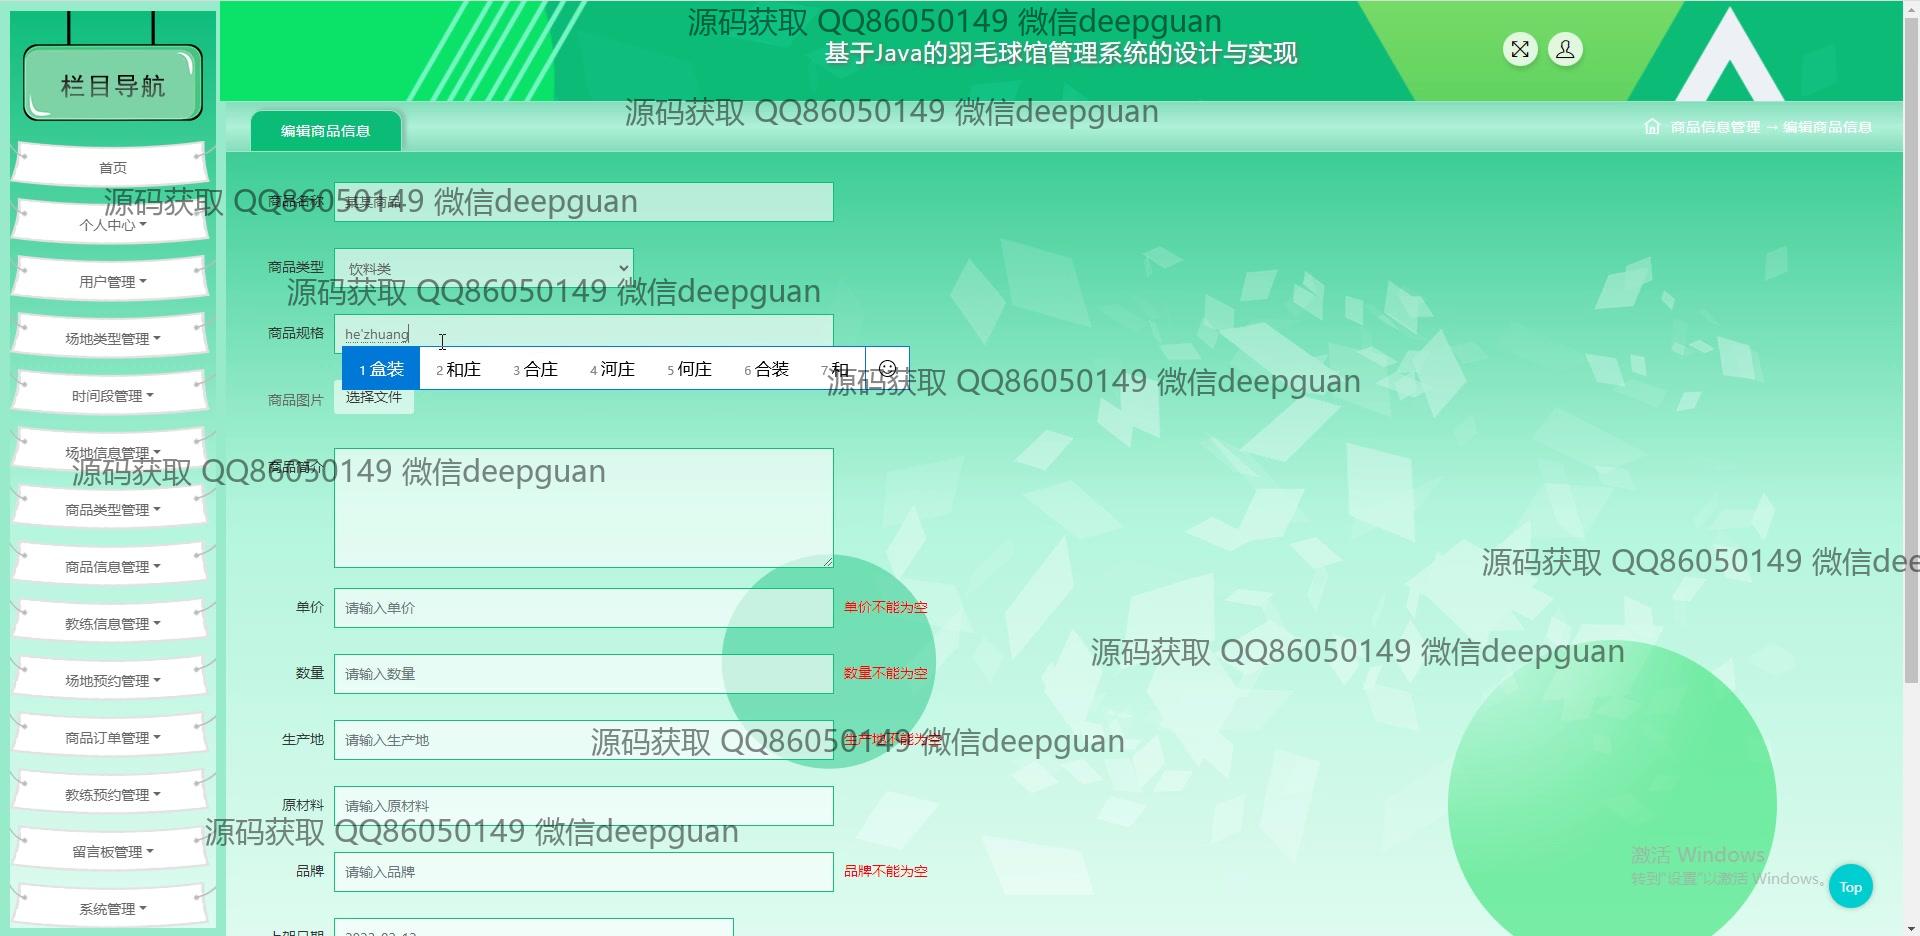 源码获取 QQ86050149 微信deepguan
基于Java的羽毛球馆管理系统的设计与实现
栏目导航
源码获取 QQ86050149 微信deepguan
编辑商品信息
商品信息管理 → 编辑商品信息
首页
源码获取 QQ86050149 微信deepguan
商品名称
某某商品
个人中心
商品类型
饮料类
用户管理
源码获取 QQ86050149 微信deepguan
商品规格
he'zhuang
场地类型管理
1 盒装 2 和庄 3 合庄 4 河庄 5 何庄 6 合装 7 和
源码获取 QQ86050149 微信deepguan
时间段管理
商品图片
选择文件
场地信息管理
商品简介
源码获取 QQ86050149 微信deepguan
商品类型管理
商品信息管理
源码获取 QQ86050149 微信dee
单价
请输入单价
单价不能为空
教练信息管理
源码获取 QQ86050149 微信deepguan
数量
请输入数量
数量不能为空
场地预约管理
商品订单管理
生产地
请输入生产地
生产地不能为空
源码获取 QQ86050149 微信deepguan
教练预约管理
原材料
请输入原材料
源码获取 QQ86050149 微信deepguan
留言板管理
品牌
请输入品牌
品牌不能为空
激活 Windows
转到"设置"以激活 Windows。
Top
系统管理